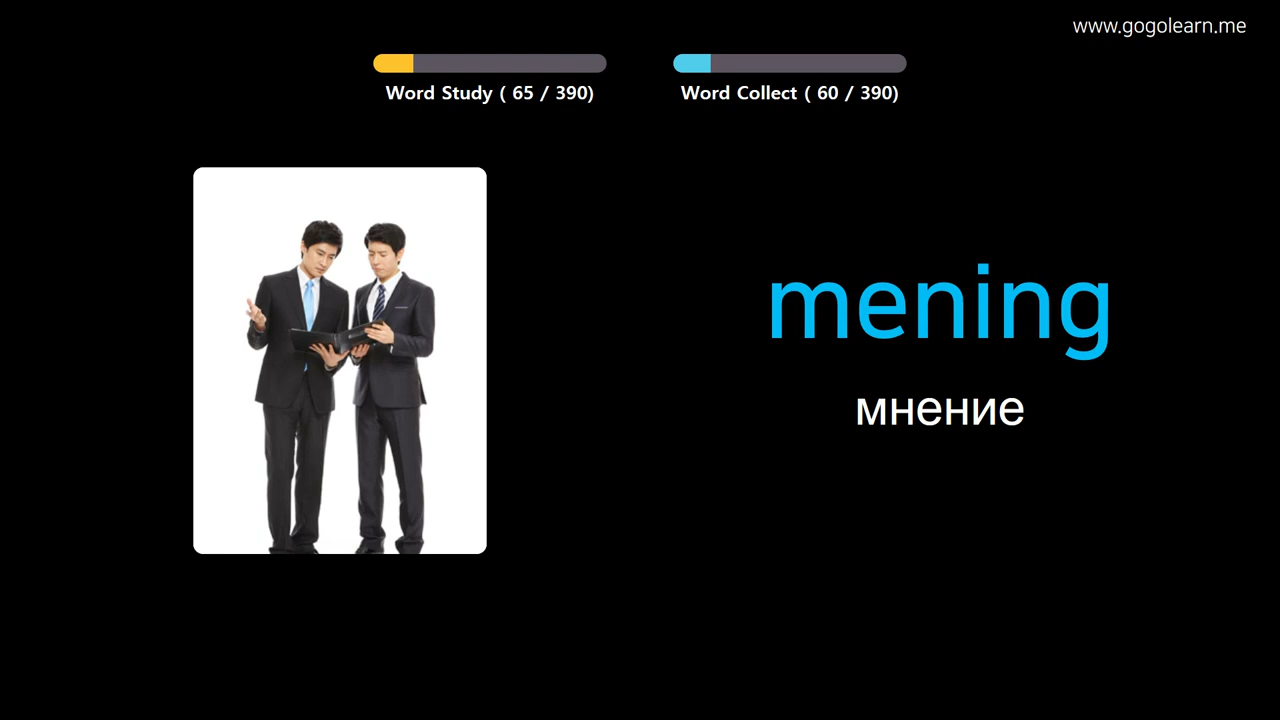 www.gogolearn.me
Word Study ( 65 / 390)
Word Collect ( 60 / 390)
mening
мнение